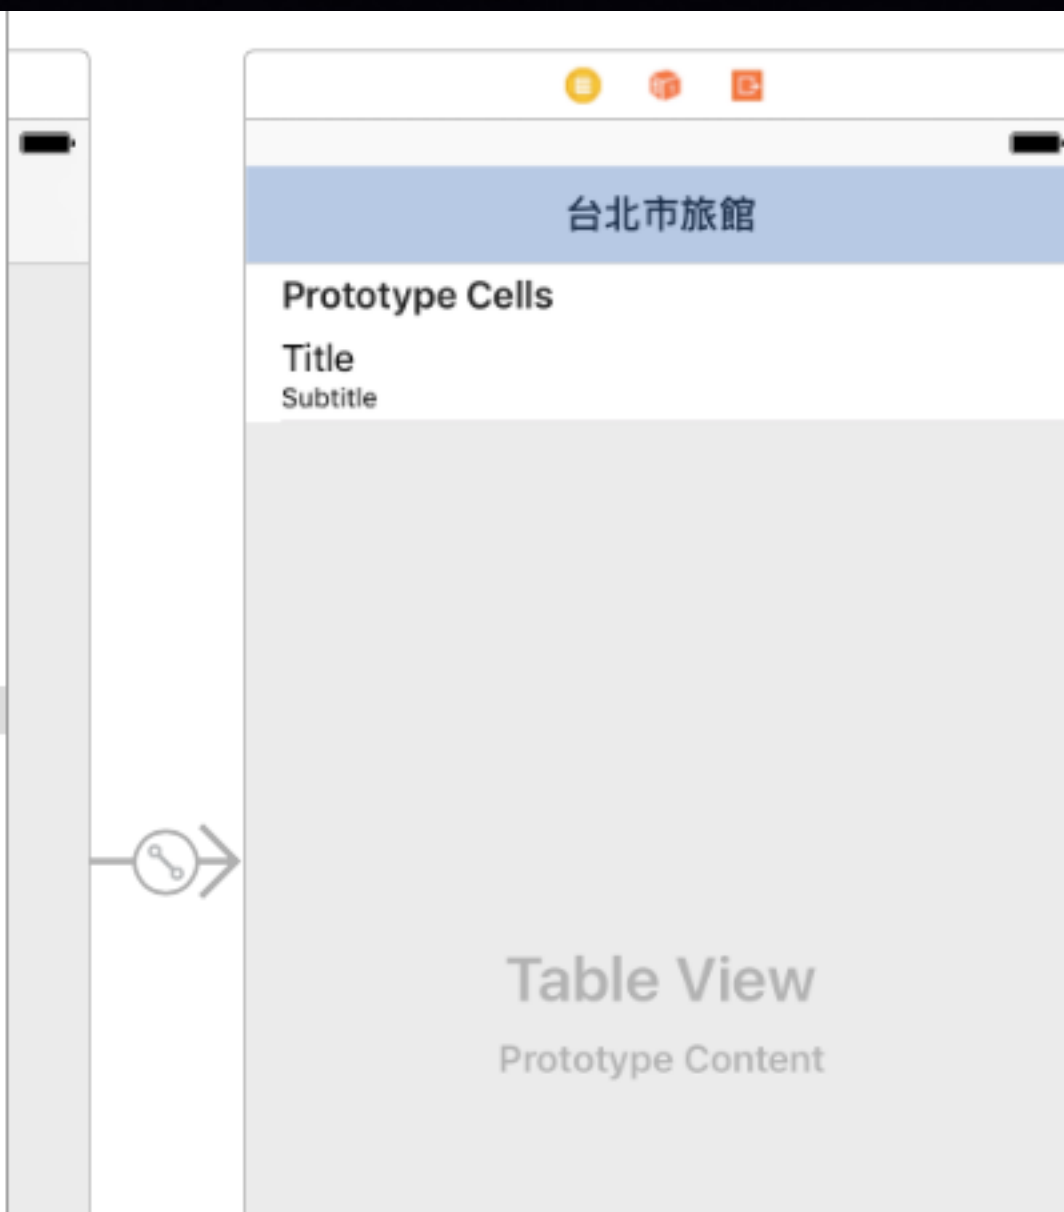 台北市旅館
Prototype Cells
Title
Subtitle
Table View
Prototype Content